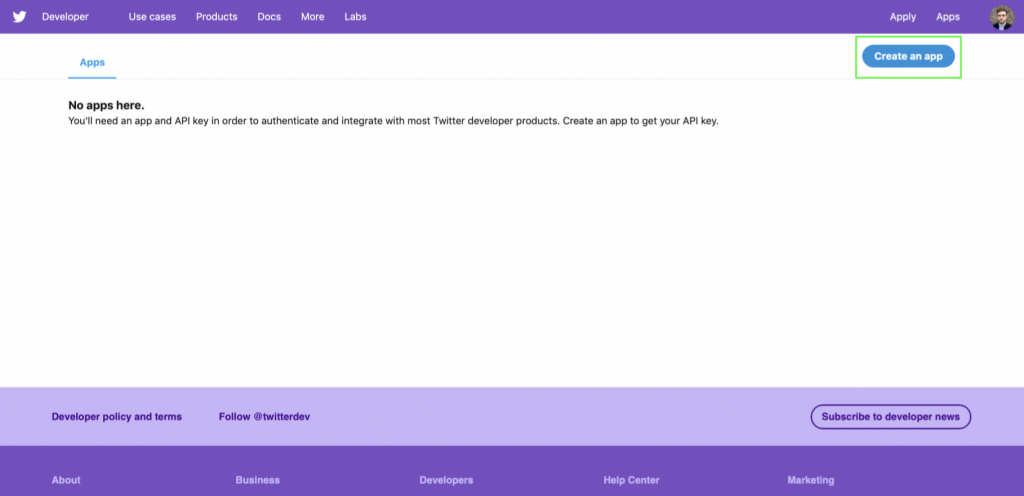 Developer Use cases Products Docs More Labs Apply Apps
Apps Create an app
No apps here.
You'll need an app and API key in order to authenticate and integrate with most Twitter developer products. Create an app to get your API key.
Developer policy and terms Follow @twitterdev Subscribe to developer news
About Business Developers Help Center Marketing